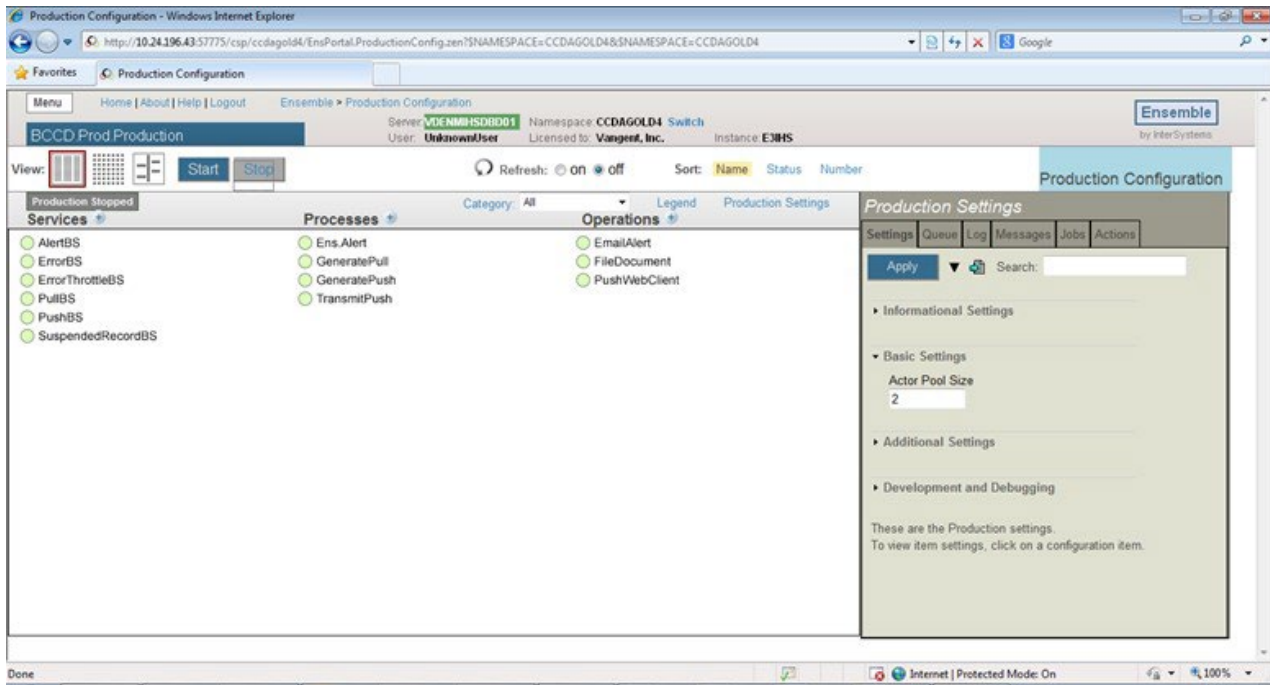 Production Configuration - Windows Internet Explorer
http://10.24.196.43:57775/csp/ccdagold4/EnsPortal.ProductionConfig.zen?$NAMESPACE=CCDAGOLD4&$NAMESPACE=CCDAGOLD4
Google
Favorites
Production Configuration
Menu
Home | About | Help | Logout
Ensemble > Production Configuration
Server: VDENMIHSDBD01 Namespace: CCDAGOLD4 Switch
User: UnknownUser Licensed to: Vangent, Inc. Instance: E3IHS
Ensemble
by InterSystems
BCCD.Prod.Production
View:
Start
Stop
Refresh: on off
Sort: Name Status Number
Production Configuration
Production Stopped
Category: All
Legend
Production Settings
Services
Processes
Operations
AlertBS
ErrorBS
ErrorThrottleBS
PullBS
PushBS
SuspendedRecordBS
Ens.Alert
GeneratePull
GeneratePush
TransmitPush
EmailAlert
FileDocument
PushWebClient
Production Settings
Settings Queue Log Messages Jobs Actions
Apply
Search:
Informational Settings
Basic Settings
Actor Pool Size
2
Additional Settings
Development and Debugging
These are the Production settings.
To view item settings, click on a configuration item.
Done
Internet | Protected Mode: On
100%